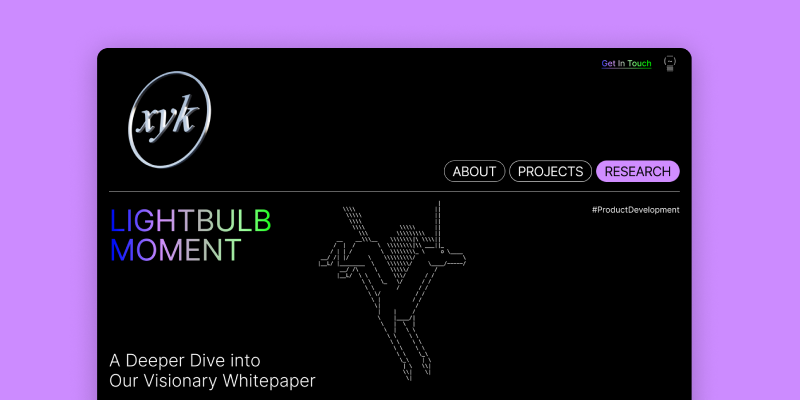 Get In Touch
xyk
ABOUT PROJECTS RESEARCH
LIGHTBULB
MOMENT
#ProductDevelopment
A Deeper Dive into
Our Visionary Whitepaper